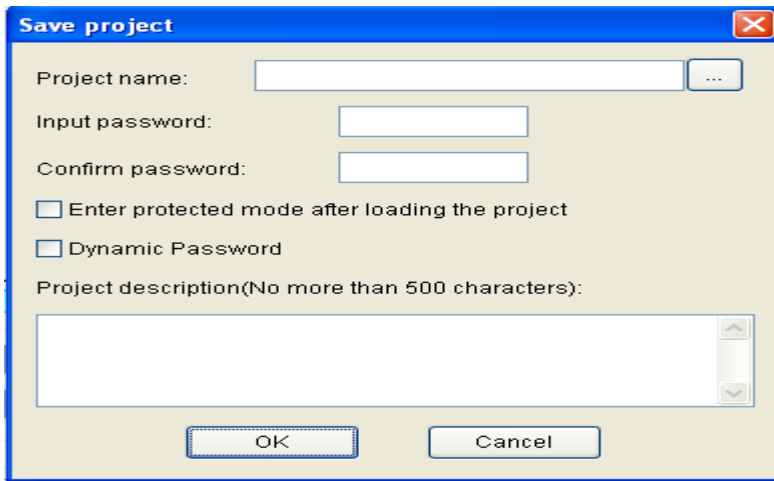 Save project
Project name:
...
Input password:
Confirm password:
Enter protected mode after loading the project
Dynamic Password
Project description(No more than 500 characters):
OK
Cancel